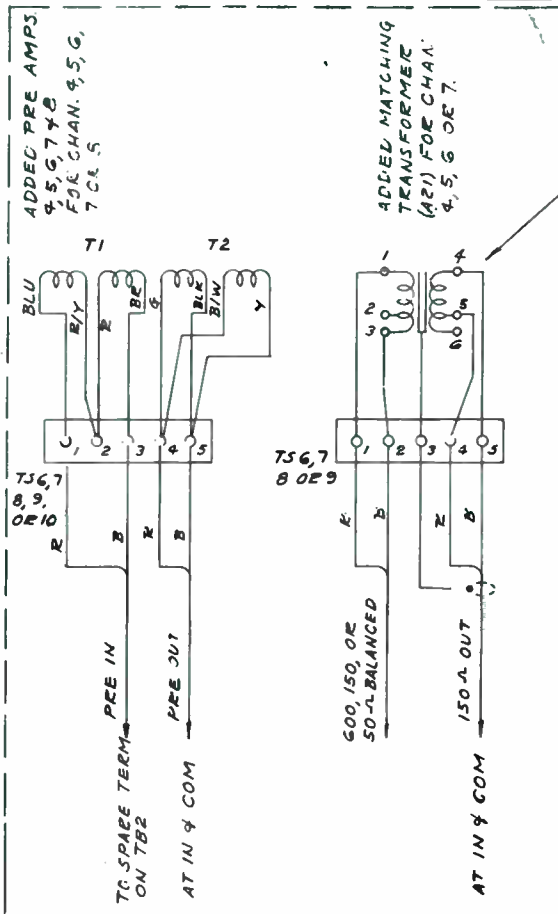 ADDED PRE AMPS.
4, 5, 6, 7 & 8
FOR CHAN. 4, 5, 6,
7 OR 8
T1
T2
BLU
R/Y
R
BR
G
BLK
B/W
Y
1
2
3
4
5
TS 6, 7
8, 9,
OR 10
R
B
R
B
PRE IN
PRE OUT
TO SPARE TERM
ON TB2
AT IN & COM
ADDED MATCHING
TRANSFORMER
(A21) FOR CHAN.
4, 5, 6 OR 7.
1
2
3
4
5
6
1
2
3
4
5
TS 6, 7
8 OR 9
R
B
R
B
600, 150, OR
50 Ω BALANCED
150 Ω OUT
AT IN & COM